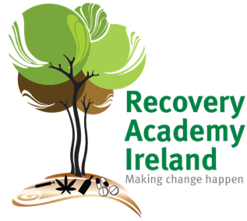 Recovery
Academy
Ireland
Making change happen